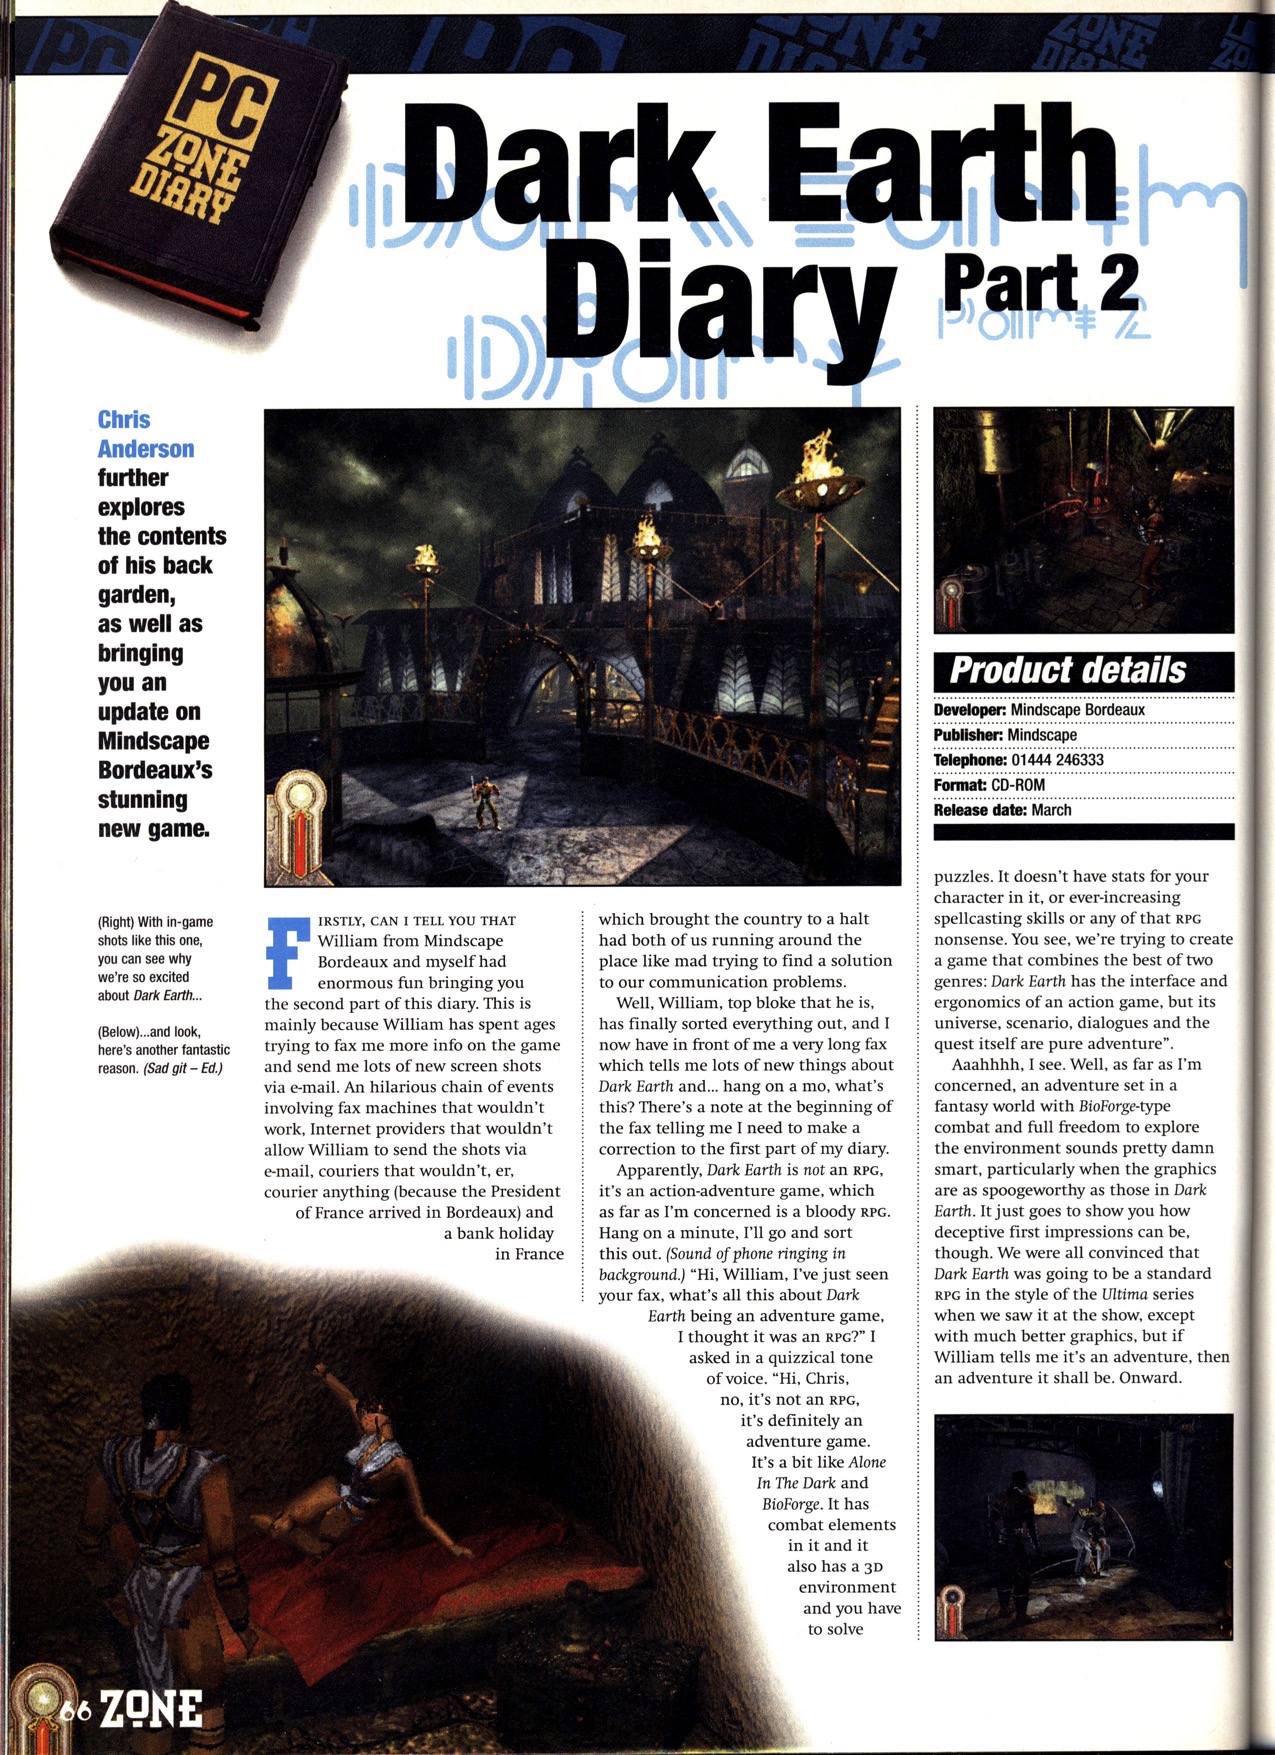 PC
ZONE
DIARY
Dark Earth
Diary Part 2
Chris
Anderson
further
explores
the contents
of his back
garden,
as well as
bringing
you an
update on
Mindscape
Bordeaux's
stunning
new game.
(Right) With in-game
shots like this one,
you can see why
we're so excited
about Dark Earth...
(Below)...and look,
here's another fantastic
reason. (Sad git – Ed.)
FIRSTLY, CAN I TELL YOU THAT
William from Mindscape
Bordeaux and myself had
enormous fun bringing you
the second part of this diary. This is
mainly because William has spent ages
trying to fax me more info on the game
and send me lots of new screen shots
via e-mail. An hilarious chain of events
involving fax machines that wouldn't
work, Internet providers that wouldn't
allow William to send the shots via
e-mail, couriers that wouldn't, er,
courier anything (because the President
of France arrived in Bordeaux) and
a bank holiday
in France
which brought the country to a halt
had both of us running around the
place like mad trying to find a solution
to our communication problems.
Well, William, top bloke that he is,
has finally sorted everything out, and I
now have in front of me a very long fax
which tells me lots of new things about
Dark Earth and... hang on a mo, what's
this? There's a note at the beginning of
the fax telling me I need to make a
correction to the first part of my diary.
Apparently, Dark Earth is not an RPG,
it's an action-adventure game, which
as far as I'm concerned is a bloody RPG.
Hang on a minute, I'll go and sort
this out. (Sound of phone ringing in
background.) “Hi, William, I've just seen
your fax, what's all this about Dark
Earth being an adventure game,
I thought it was an RPG?” I
asked in a quizzical tone
of voice. “Hi, Chris,
no, it's not an RPG,
it's definitely an
adventure game.
It's a bit like Alone
In The Dark and
BioForge. It has
combat elements
in it and it
also has a 3D
environment
and you have
to solve
Product details
Developer: Mindscape Bordeaux
Publisher: Mindscape
Telephone: 01444 246333
Format: CD-ROM
Release date: March
puzzles. It doesn't have stats for your
character in it, or ever-increasing
spellcasting skills or any of that RPG
nonsense. You see, we're trying to create
a game that combines the best of two
genres: Dark Earth has the interface and
ergonomics of an action game, but its
universe, scenario, dialogues and the
quest itself are pure adventure”.
Aaahhhh, I see. Well, as far as I'm
concerned, an adventure set in a
fantasy world with BioForge-type
combat and full freedom to explore
the environment sounds pretty damn
smart, particularly when the graphics
are as spoogeworthy as those in Dark
Earth. It just goes to show you how
deceptive first impressions can be,
though. We were all convinced that
Dark Earth was going to be a standard
RPG in the style of the Ultima series
when we saw it at the show, except
with much better graphics, but if
William tells me it's an adventure, then
an adventure it shall be. Onward.
66 ZONE